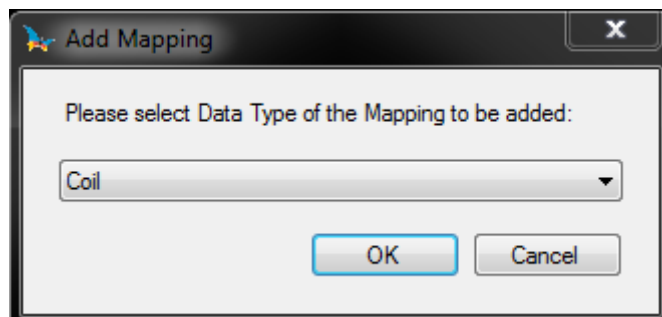 Add Mapping
x
Please select Data Type of the Mapping to be added:
Coil
OK
Cancel